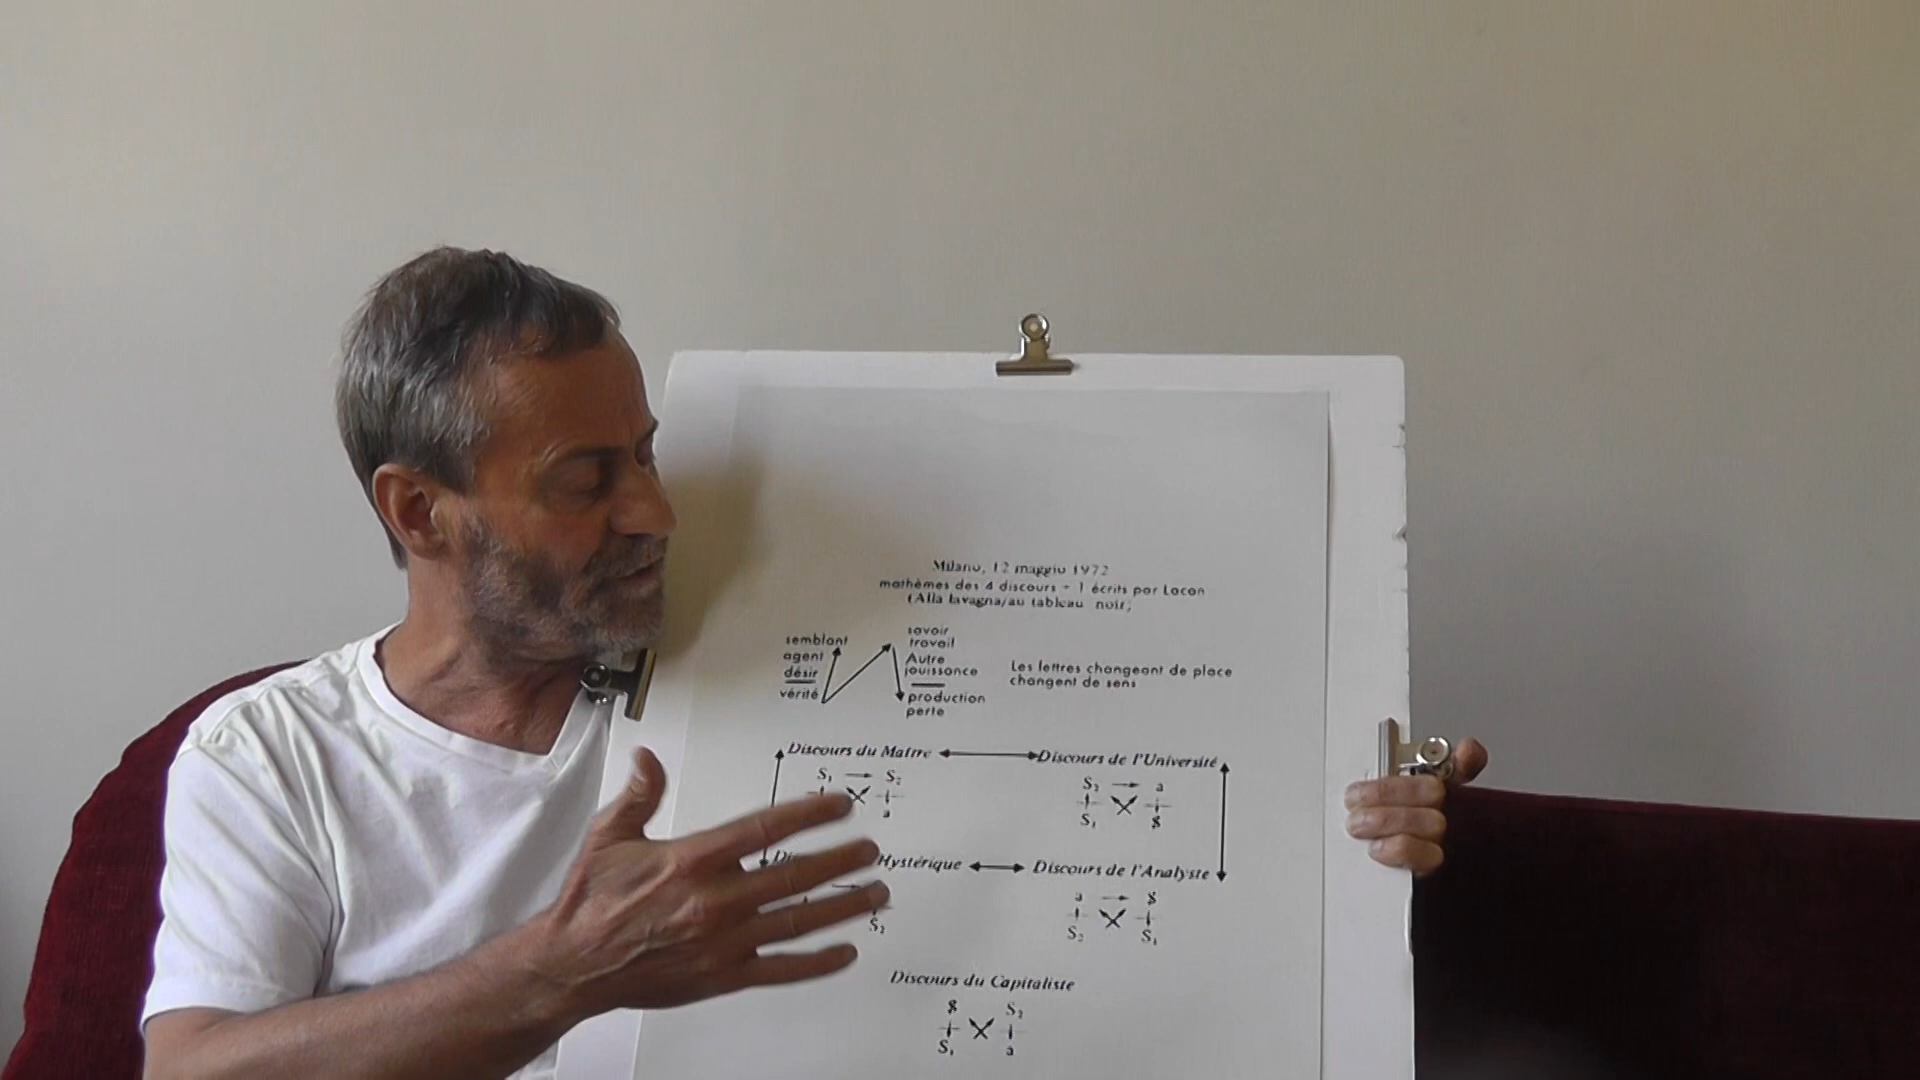 Milano, 12 maggio 1972
mathèmes des 4 discours + 1 écrits par Lacan
(Alla lavagna/au tableau noir)
semblant
agent
désir
vérité
savoir
travail
Autre
jouissance
production
perte
Les lettres changeant de place
changent de sens
Discours du Maître
Discours de l'Université
S₁ → S₂
a
S₂ → a
S₁ $
Hystérique
Discours de l'Analyste
S₂
a → $
S₂ S₁
Discours du Capitaliste
$ S₂
S₁ a